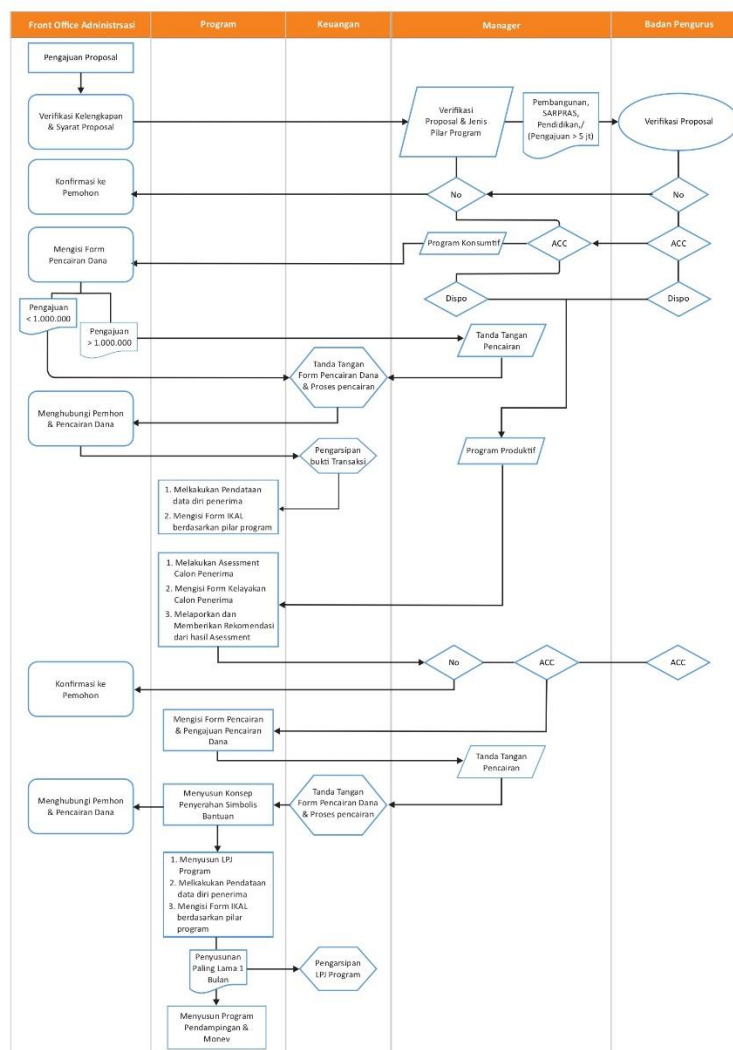 Front Office Adninistrsasi
Program
Keuangan
Manager
Badan Pengurus
Pengajuan Proposal
Verifikasi Kelengkapan
& Syarat Proposal
Verifikasi
Proposal & Jenis
Pilar Program
Pembangunan,
SARPRAS,
Pendidikan,/
(Pengajuan > 5 jt)
Verifikasi Proposal
Konfirmasi ke
Pemohon
No
No
Mengisi Form
Pencairan Dana
Program Konsumtif
ACC
ACC
Pengajuan
< 1.000.000
Pengajuan
> 1.000.000
Dispo
Dispo
Tanda Tangan
Pencairan
Tanda Tangan
Form Pencairan Dana
& Proses pencairan
Menghubungi Pemhon
& Pencairan Dana
Pengarsipan
bukti Transaksi
Program Produktif
1. Melkakukan Pendataan
data diri penerima
2. Mengisi Form IKAL
berdasarkan pilar program
1. Melakukan Asessment
Calon Penerima
2. Mengisi Form Kelayakan
Calon Penerima
3. Melaporkan dan
Memberikan Rekomendasi
dari hasil Asessment
No
ACC
ACC
Konfirmasi ke
Pemohon
Mengisi Form Pencairan
& Pengajuan Pencairan
Dana
Tanda Tangan
Pencairan
Menghubungi Pemhon
& Pencairan Dana
Menyusun Konsep
Penyerahan Simbolis
Bantuan
Tanda Tangan
Form Pencairan Dana
& Proses pencairan
1. Menyusun LPJ
Program
2. Melkakukan Pendataan
data diri penerima
3. Mengisi Form IKAL
berdasarkan pilar
program
Penyusunan
Paling Lama 1
Bulan
Pengarsipan
LPJ Program
Menyusun Program
Pendampingan &
Monev